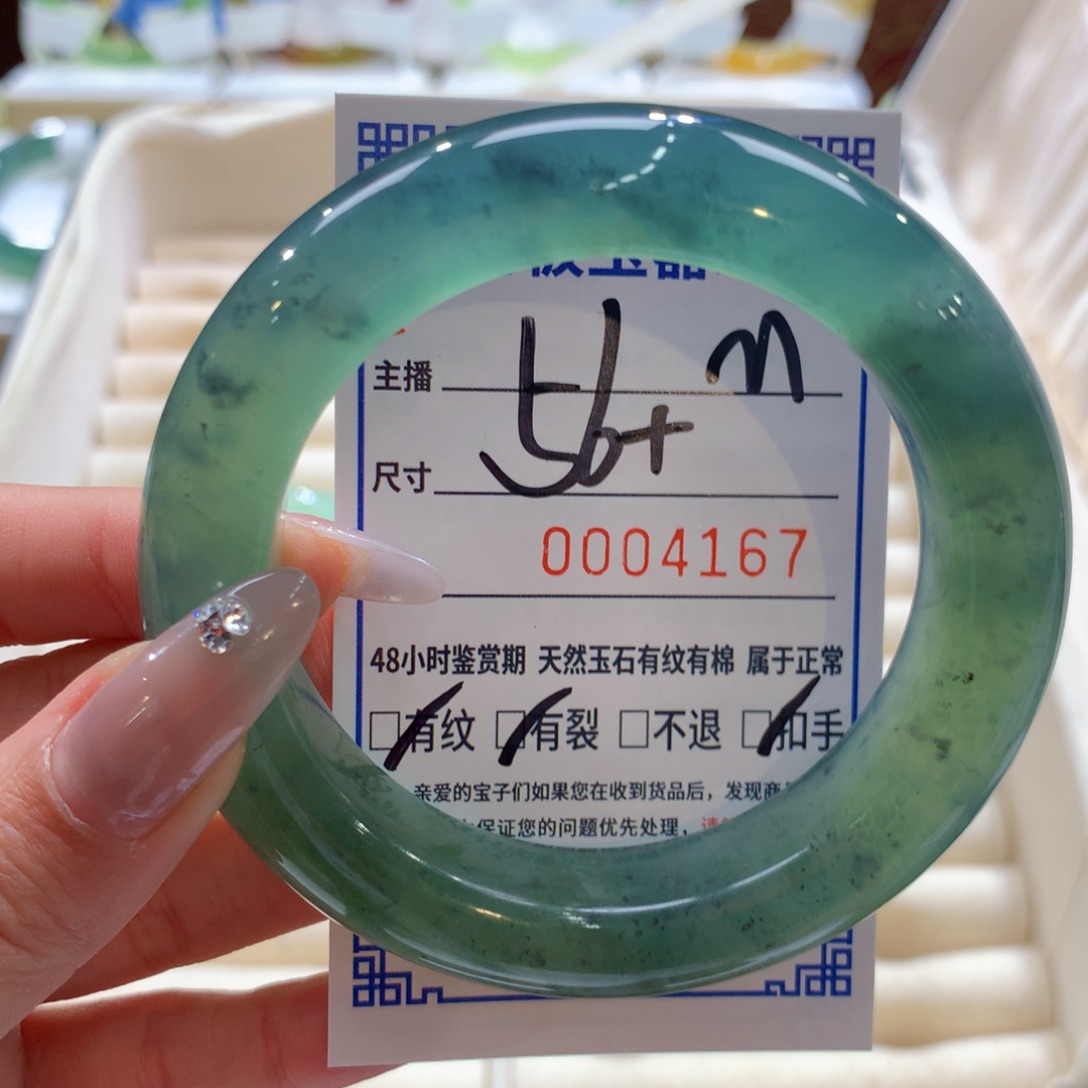 玉器
主播 n
尺寸 56+
0004167
48小时鉴赏期 天然玉石有纹有棉 属于正常
□有纹 □有裂 □不退 □扣手
亲爱的宝子们如果您在收到货品后，发现商
保证您的问题优先处理，